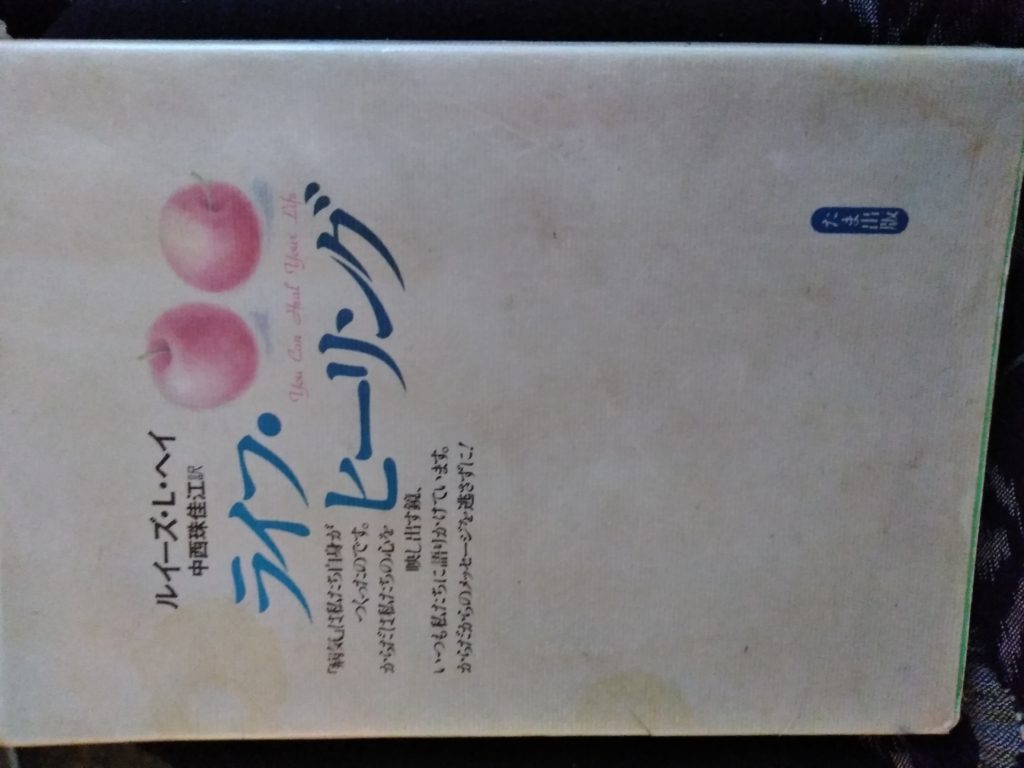 ルイーズ・L・ヘイ
中西珠佳江訳
ライフ・
You Can Heal Your Life
ヒーリング
「病気」は私たち自身が
つくったのです。
からだは私たちの心を
映し出す鏡、
いつも私たちに語りかけています。
からだからのメッセージを逃さずに!
たま出版